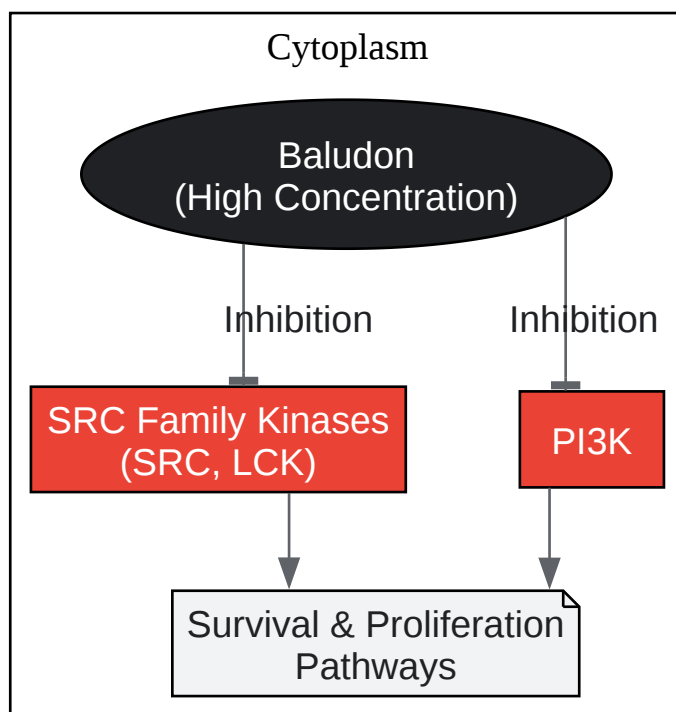 Cytoplasm
Baludon
(High Concentration)
Inhibition Inhibition
SRC Family Kinases
(SRC, LCK)
PI3K
Survival & Proliferation
Pathways